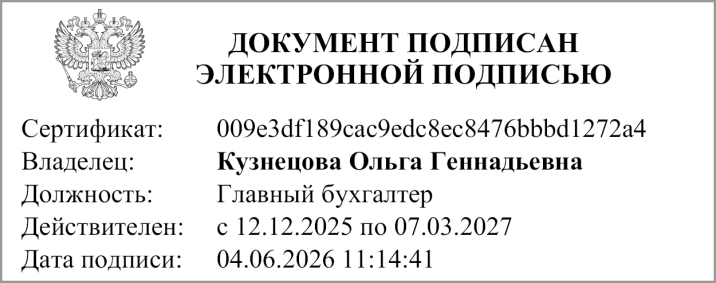 ДОКУМЕНТ ПОДПИСАН
ЭЛЕКТРОННОЙ ПОДПИСЬЮ
Сертификат: 009e3df189cac9edc8ec8476bbbd1272a4
Владелец: Кузнецова Ольга Геннадьевна
Должность: Главный бухгалтер
Действителен: с 12.12.2025 по 07.03.2027
Дата подписи: 04.06.2026 11:14:41